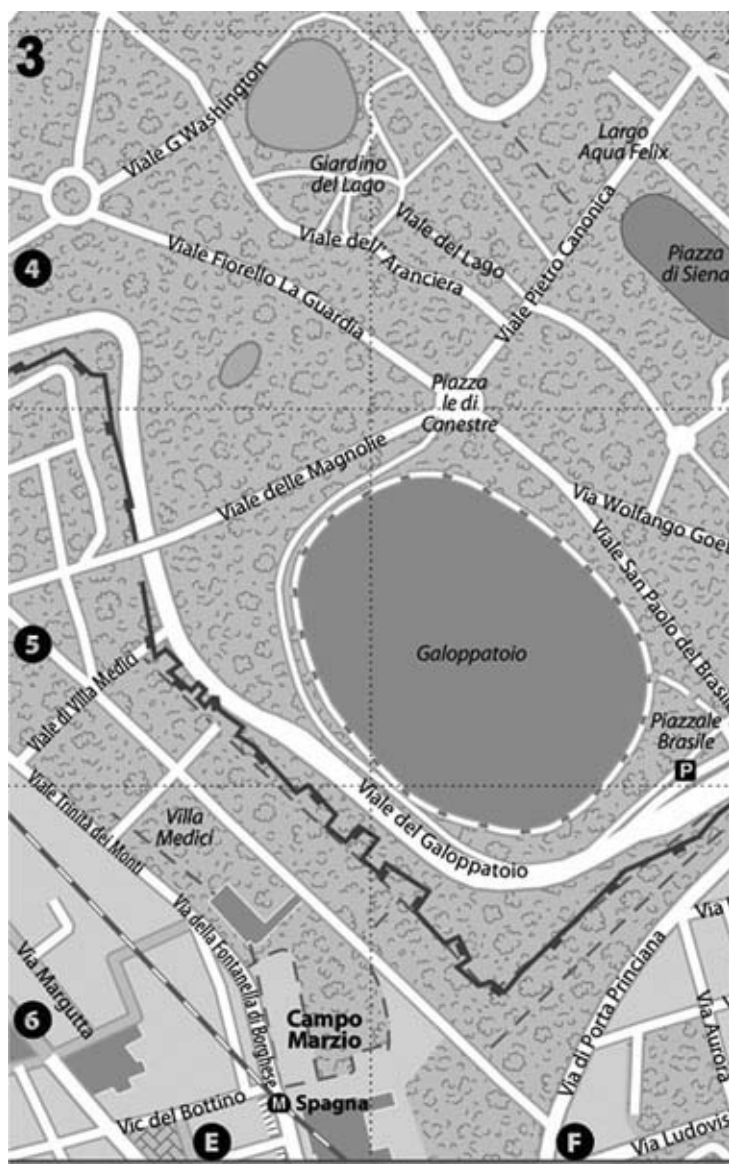 3
Viale G Washington
Largo
Aqua Felix
Giardino
del Lago
Viale Pietro Canonica
Viale del Lago
Viale dell' Aranciera
Piazza
di Siena
4
Viale Fiorello La Guardia
Piazza
le di
Canestre
Viale delle Magnolie
Via Wolfango Goet
Viale San Paolo del Brasile
5
Galoppatoio
Viale di Villa Medici
Piazzale
Brasile
P
Viale Trinità dei Monti
Villa
Medici
Viale del Galoppatoio
Via della Fontanella di Borghese
Via Margutta
Via di Porta Princiana
Via
Via Aurora
V
6
Campo
Marzio
M Spagna
Vic del Bottino
E
F
Via Ludovis